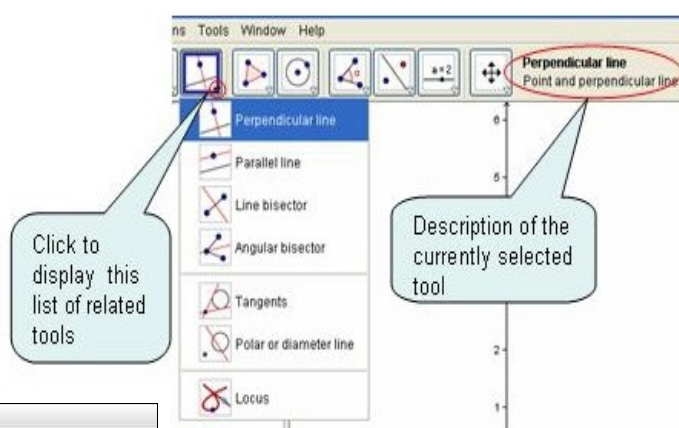 ns Tools Window Help
a=2
Perpendicular line
Point and perpendicular line
Perpendicular line
Parallel line
Line bisector
Angular bisector
Tangents
Polar or diameter line
Locus
Click to
display this
list of related
tools
Description of the
currently selected
tool
6
5
2
1